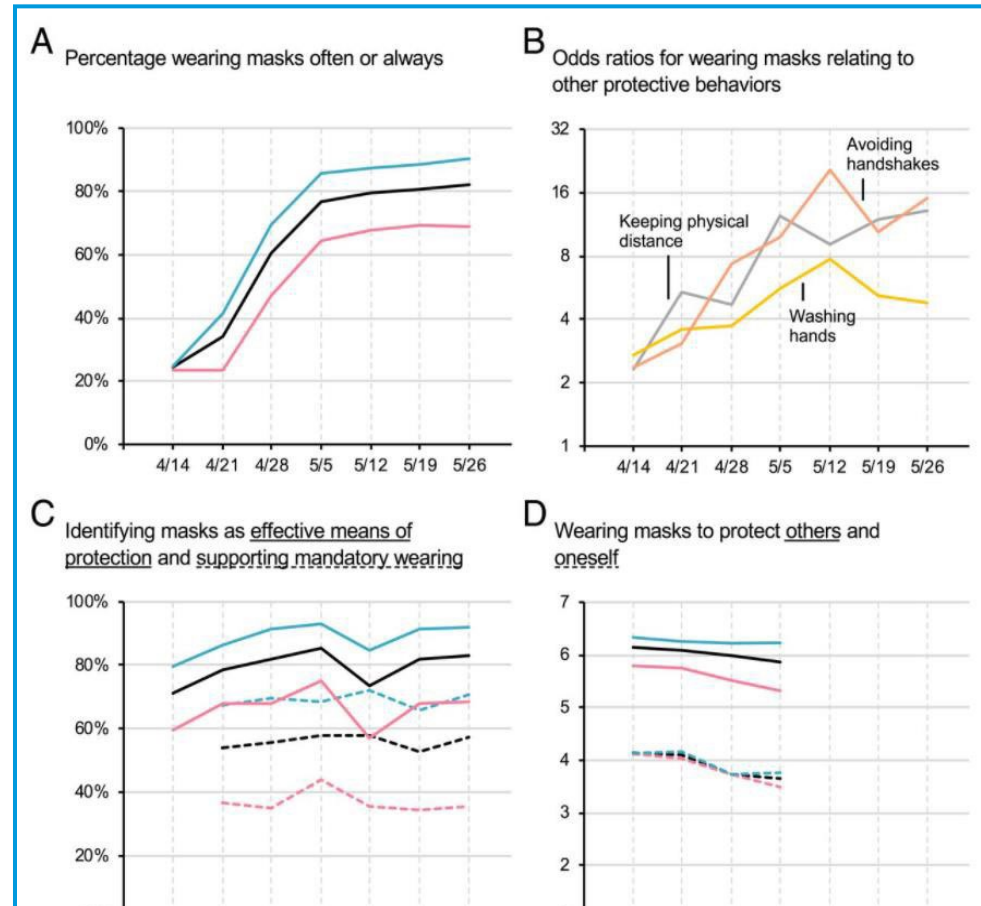 A
Percentage wearing masks often or always
100%
80%
60%
40%
20%
0%
4/14 4/21 4/28 5/5 5/12 5/19 5/26
B
Odds ratios for wearing masks relating to
other protective behaviors
32
16
8
4
2
1
Avoiding
handshakes
Keeping physical
distance
Washing
hands
4/14 4/21 4/28 5/5 5/12 5/19 5/26
C
Identifying masks as effective means of
protection and supporting mandatory wearing
100%
80%
60%
40%
20%
D
Wearing masks to protect others and
oneself
7
6
5
4
3
2